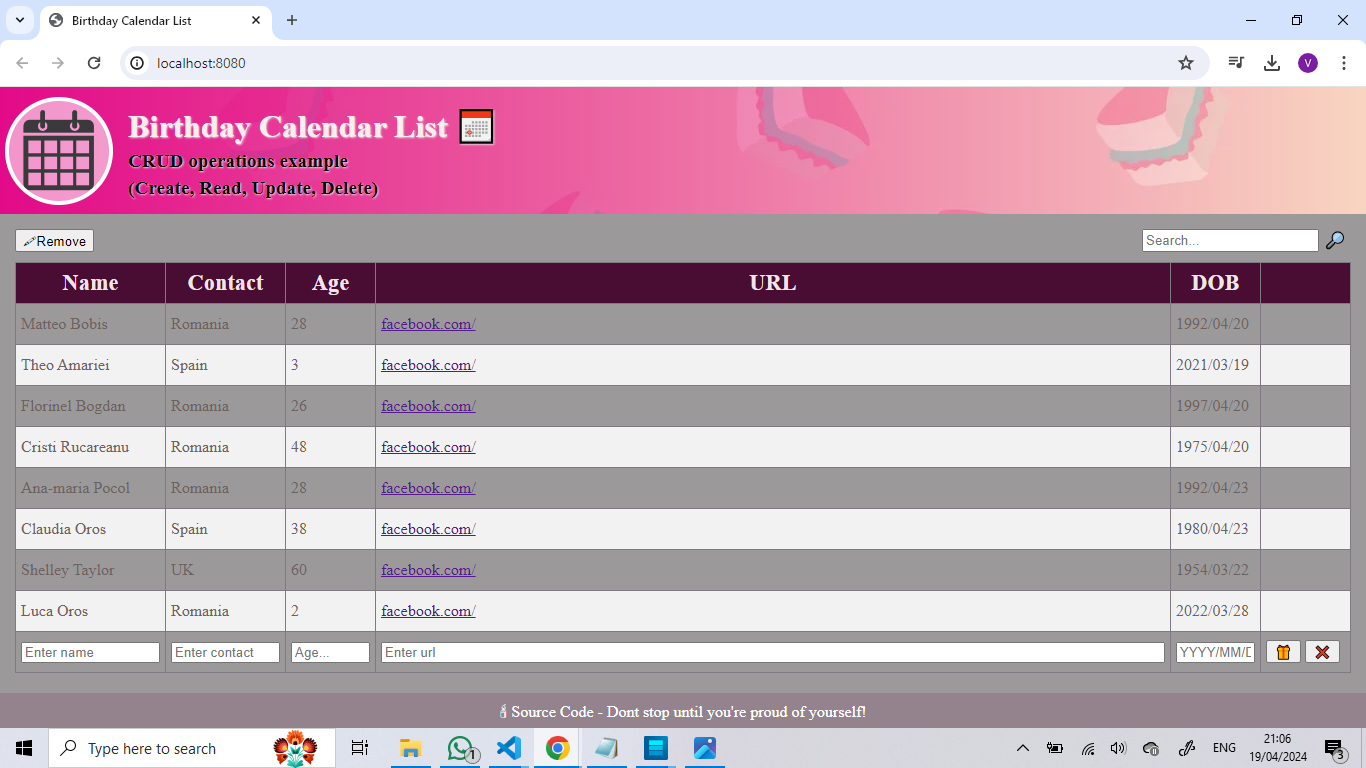 Birthday Calendar List
localhost:8080
V
Birthday Calendar List
CRUD operations example
(Create, Read, Update, Delete)
Remove Search...
Name Contact Age URL DOB
Matteo Bobis Romania 28 facebook.com/ 1992/04/20
Theo Amariei Spain 3 facebook.com/ 2021/03/19
Florinel Bogdan Romania 26 facebook.com/ 1997/04/20
Cristi Rucareanu Romania 48 facebook.com/ 1975/04/20
Ana-maria Pocol Romania 28 facebook.com/ 1992/04/23
Claudia Oros Spain 38 facebook.com/ 1980/04/23
Shelley Taylor UK 60 facebook.com/ 1954/03/22
Luca Oros Romania 2 facebook.com/ 2022/03/28
Enter name Enter contact Age... Enter url YYYY/MM/D
Source Code - Dont stop until you're proud of yourself!
Type here to search 1 ENG 21:06
19/04/2024 3